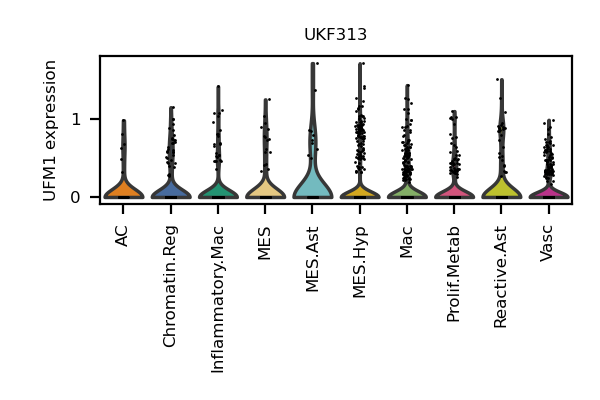 UKF313
UFM1 expression
1
0
AC
Chromatin.Reg
Inflammatory.Mac
MES
MES.Ast
MES.Hyp
Mac
Prolif.Metab
Reactive.Ast
Vasc